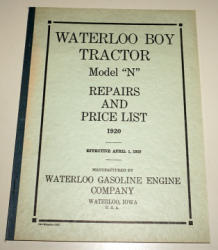 WATERLOO BOY
TRACTOR
Model "N"
REPAIRS
AND
PRICE LIST
1920
EFFECTIVE APRIL 1, 1920
MANUFACTURED BY
WATERLOO GASOLINE ENGINE
COMPANY
WATERLOO, IOWA
U. S. A.